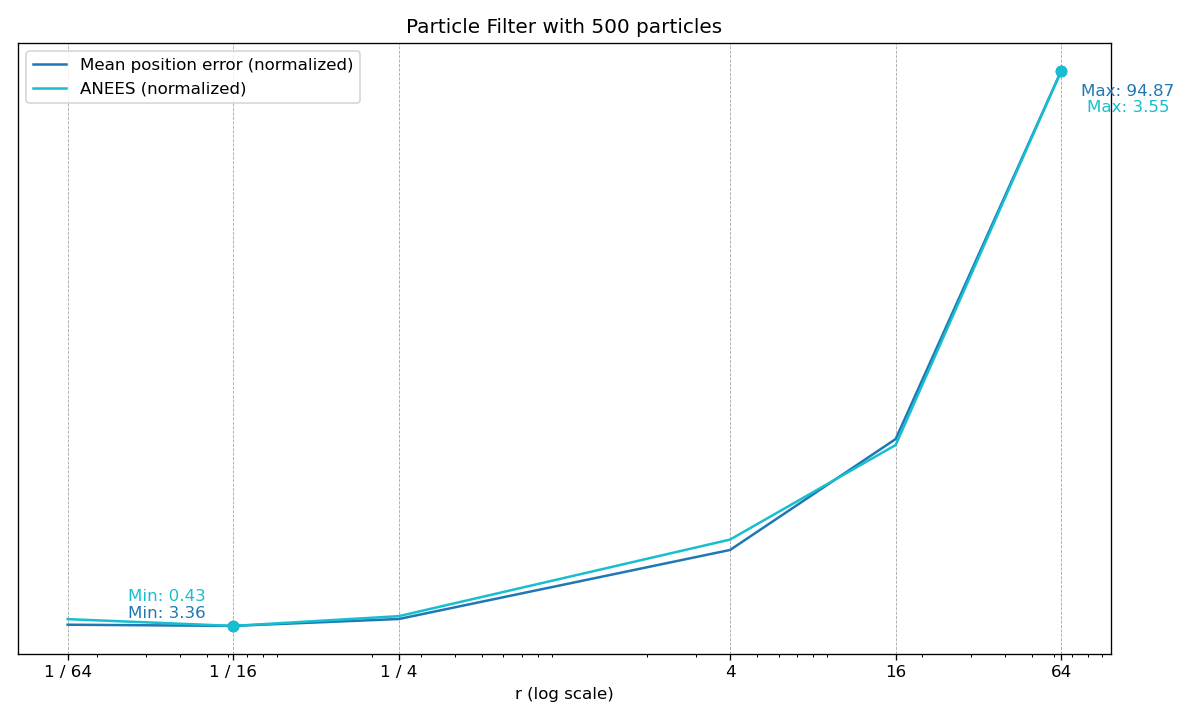 Particle Filter with 500 particles
Mean position error (normalized)
ANEES (normalized)
Max: 94.87
Max: 3.55
Min: 0.43
Min: 3.36
1 / 64
1 / 16
1 / 4
4
16
64
r (log scale)